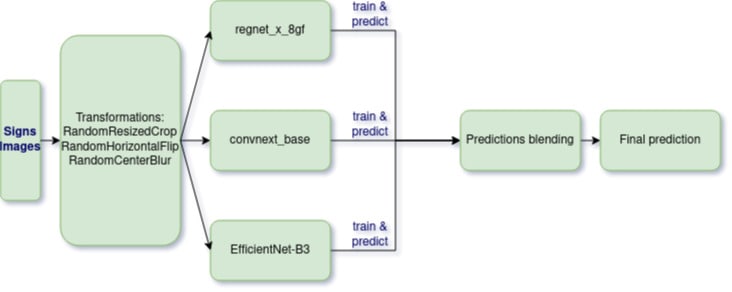 Signs
Images
Transformations:
RandomResizedCrop
RandomHorizontalFlip
RandomCenterBlur
regnet_x_8gf
train &
predict
convnext_base
train &
predict
EfficientNet-B3
train &
predict
Predictions blending
Final prediction